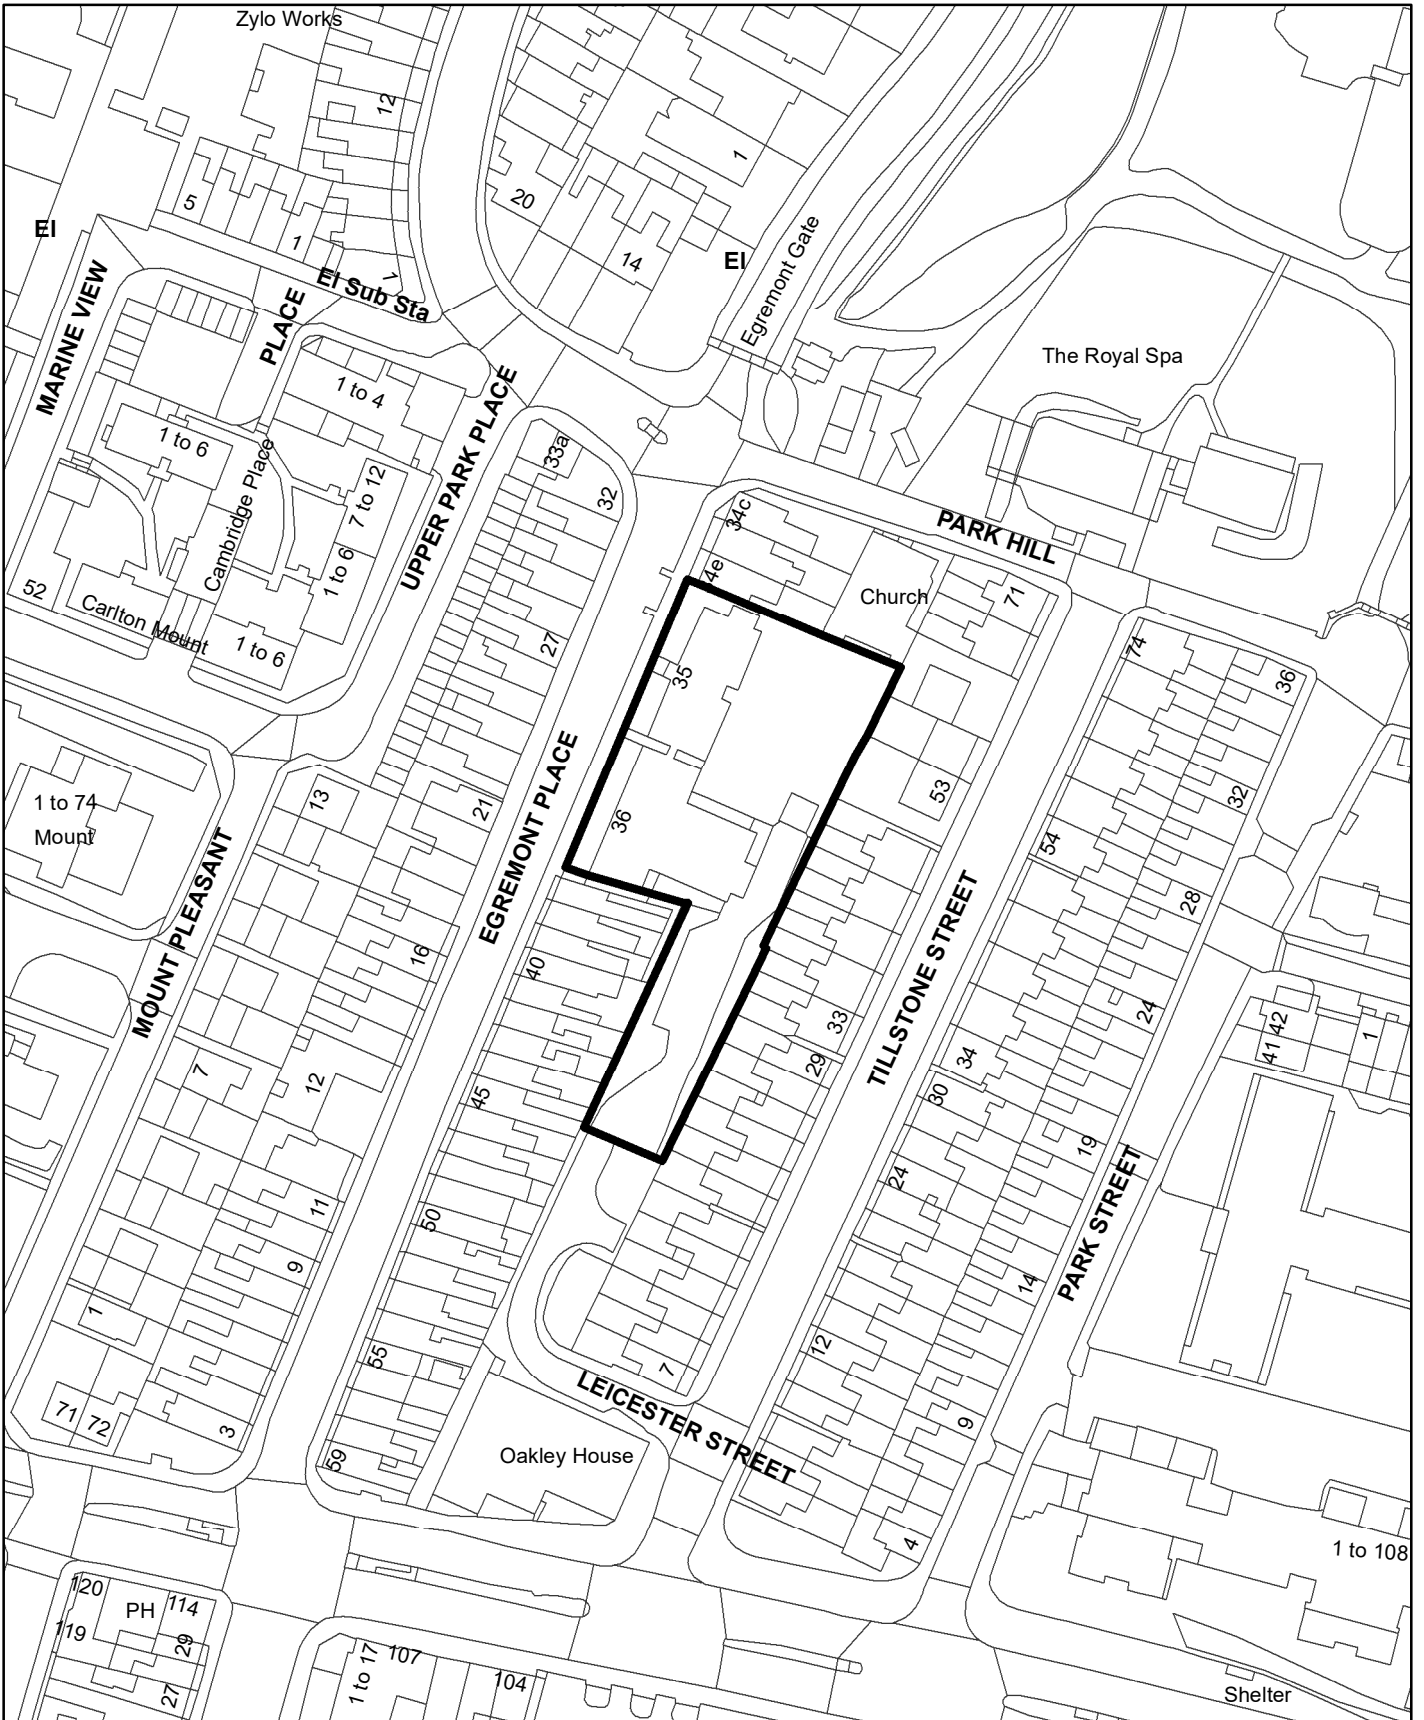 Zylo Works
12
5
1
El
1
El Sub Sta
20
14
1
El
Egremont Gate
MARINE VIEW
PLACE
The Royal Spa
1 to 4
1 to 6
Cambridge Place
7 to 12
1 to 6
UPPER PARK PLACE
33a
32
34c
4e
PARK HILL
52
Carlton Mount
1 to 6
27
35
Church
71
74
36
1 to 74
Mount
13
21
EGREMONT PLACE
36
53
54
32
28
MOUNT PLEASANT
16
40
33
29
TILLSTONE STREET
34
30
24
42
41
1
7
12
45
24
19
11
50
9
14
PARK STREET
1
55
7
12
LEICESTER STREET
9
71
72
3
59
Oakley House
4
1 to 108
120
PH
114
119
29
27
1 to 17
107
104
Shelter